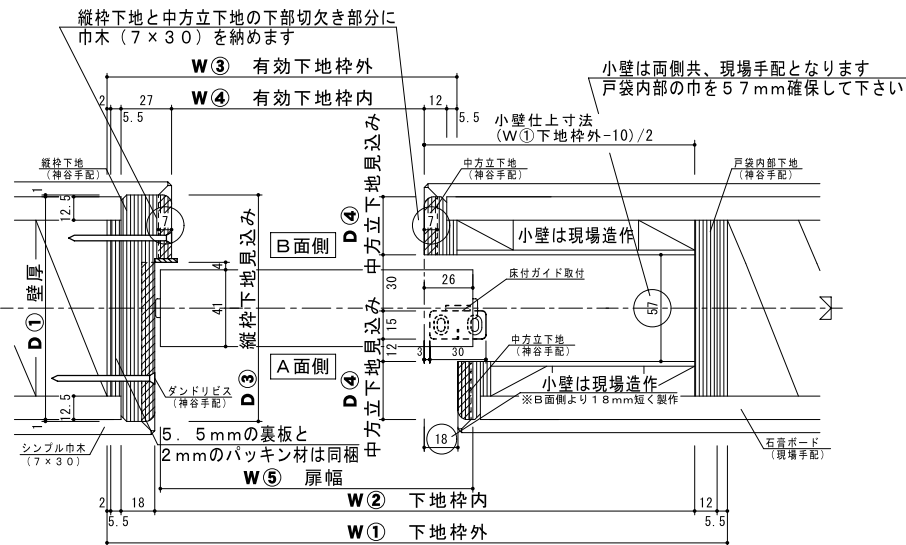 縦枠下地と中方立下地の下部切欠き部分に
巾木（7×30）を納めます
W③ 有効下地枠外
W④ 有効下地枠内
2
27
5.5
12
5.5
小壁は両側共、現場手配となります
戸袋内部の巾を57mm確保して下さい
小壁仕上寸法
(W①下地枠外-10)/2
縦枠下地
(神谷手配)
中方立下地
(神谷手配)
戸袋内部下地
(神谷手配)
1
12.5
7
7
B面側
小壁は現場造作
D④ 中方立下地見込み
D③ 縦枠下地見込み
D① 壁厚
4
41
30
26
床付ガイド取付
57
15
12
3
30
A面側
D④ 中方立下地見込み
中方立下地
(神谷手配)
小壁は現場造作
※B面側より18mm短く製作
ダンドリビス
(神谷手配)
12.5
1
18
シンプル巾木
(7×30)
5.5mmの裏板と
2mmのパッキン材は同梱
石膏ボード
(現場手配)
W⑤ 扉幅
2
18
5.5
W② 下地枠内
12
5.5
W① 下地枠外